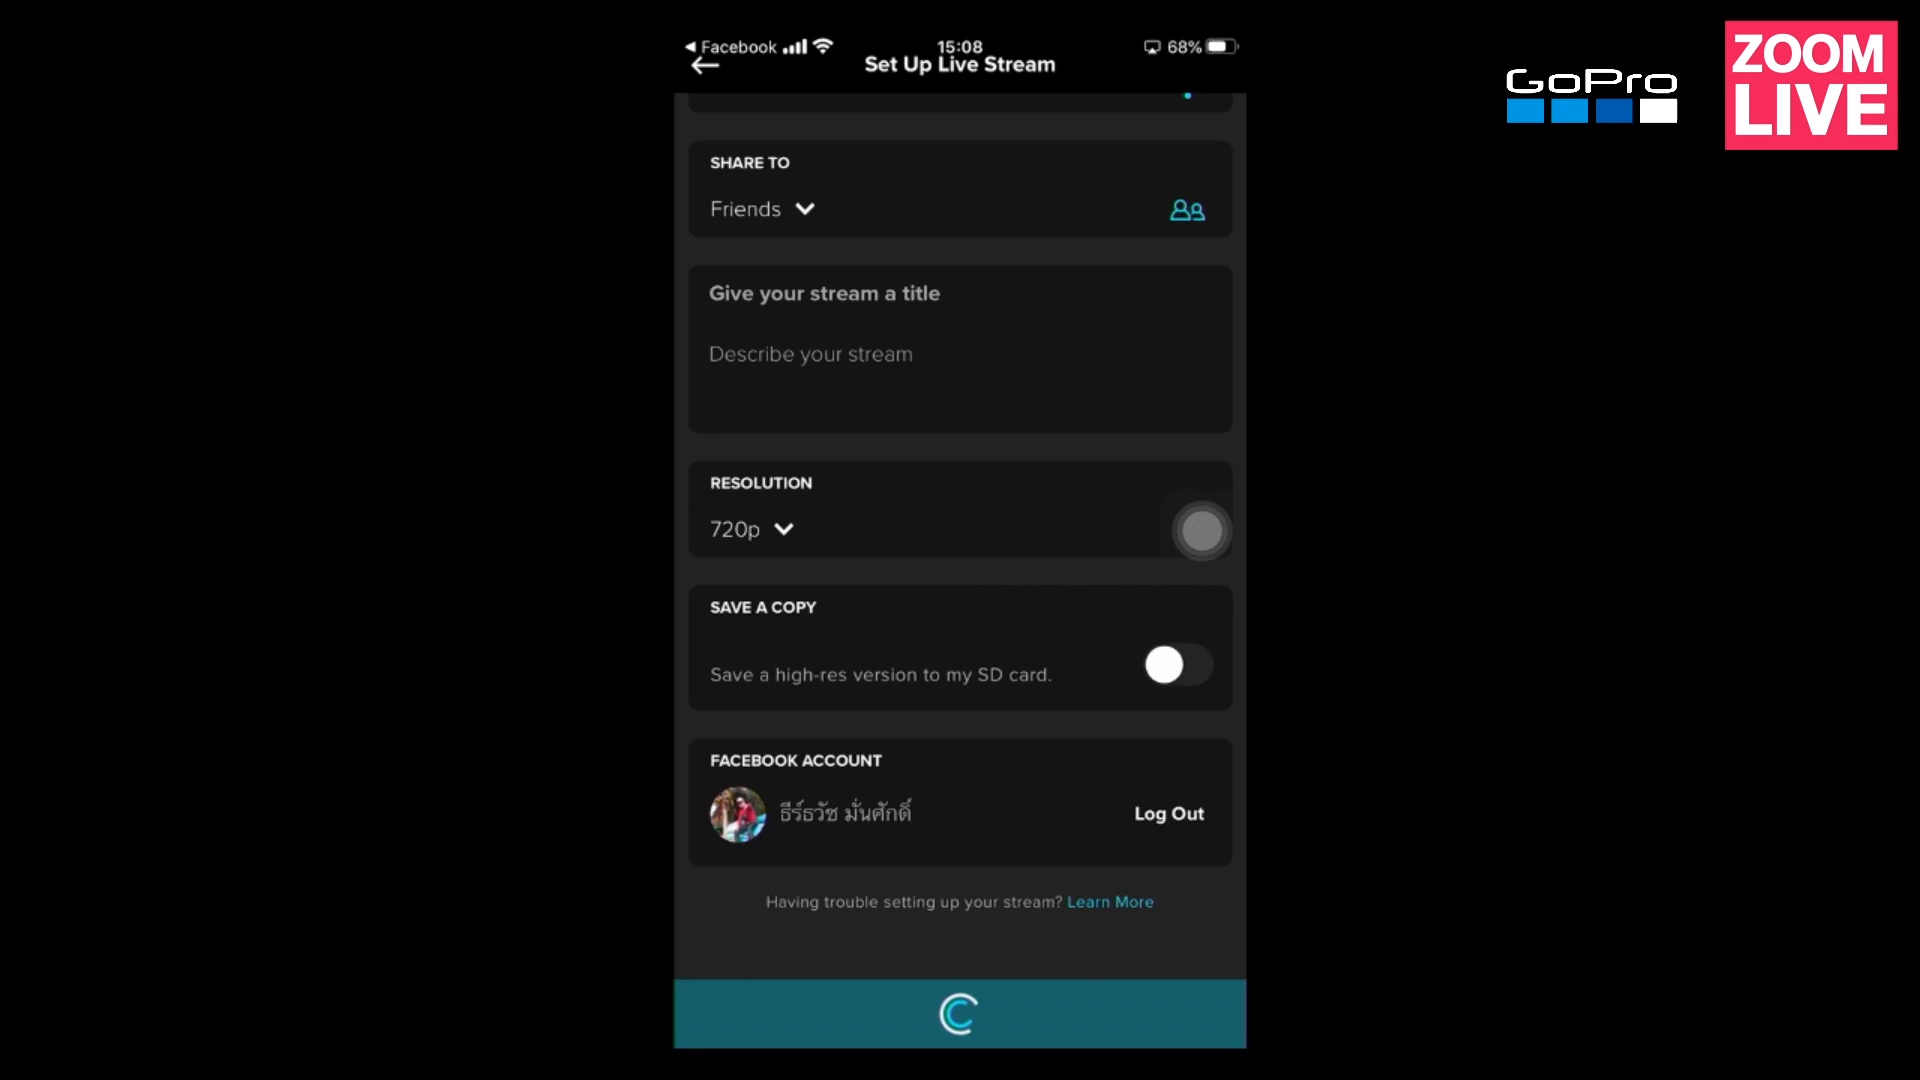 Facebook
15:08
68%
Set Up Live Stream
GoPro
ZOOM
LIVE
SHARE TO
Friends
Give your stream a title
Describe your stream
RESOLUTION
720p
SAVE A COPY
Save a high-res version to my SD card.
FACEBOOK ACCOUNT
ธีร์ธวัช มั่นศักดิ์
Log Out
Having trouble setting up your stream? Learn More